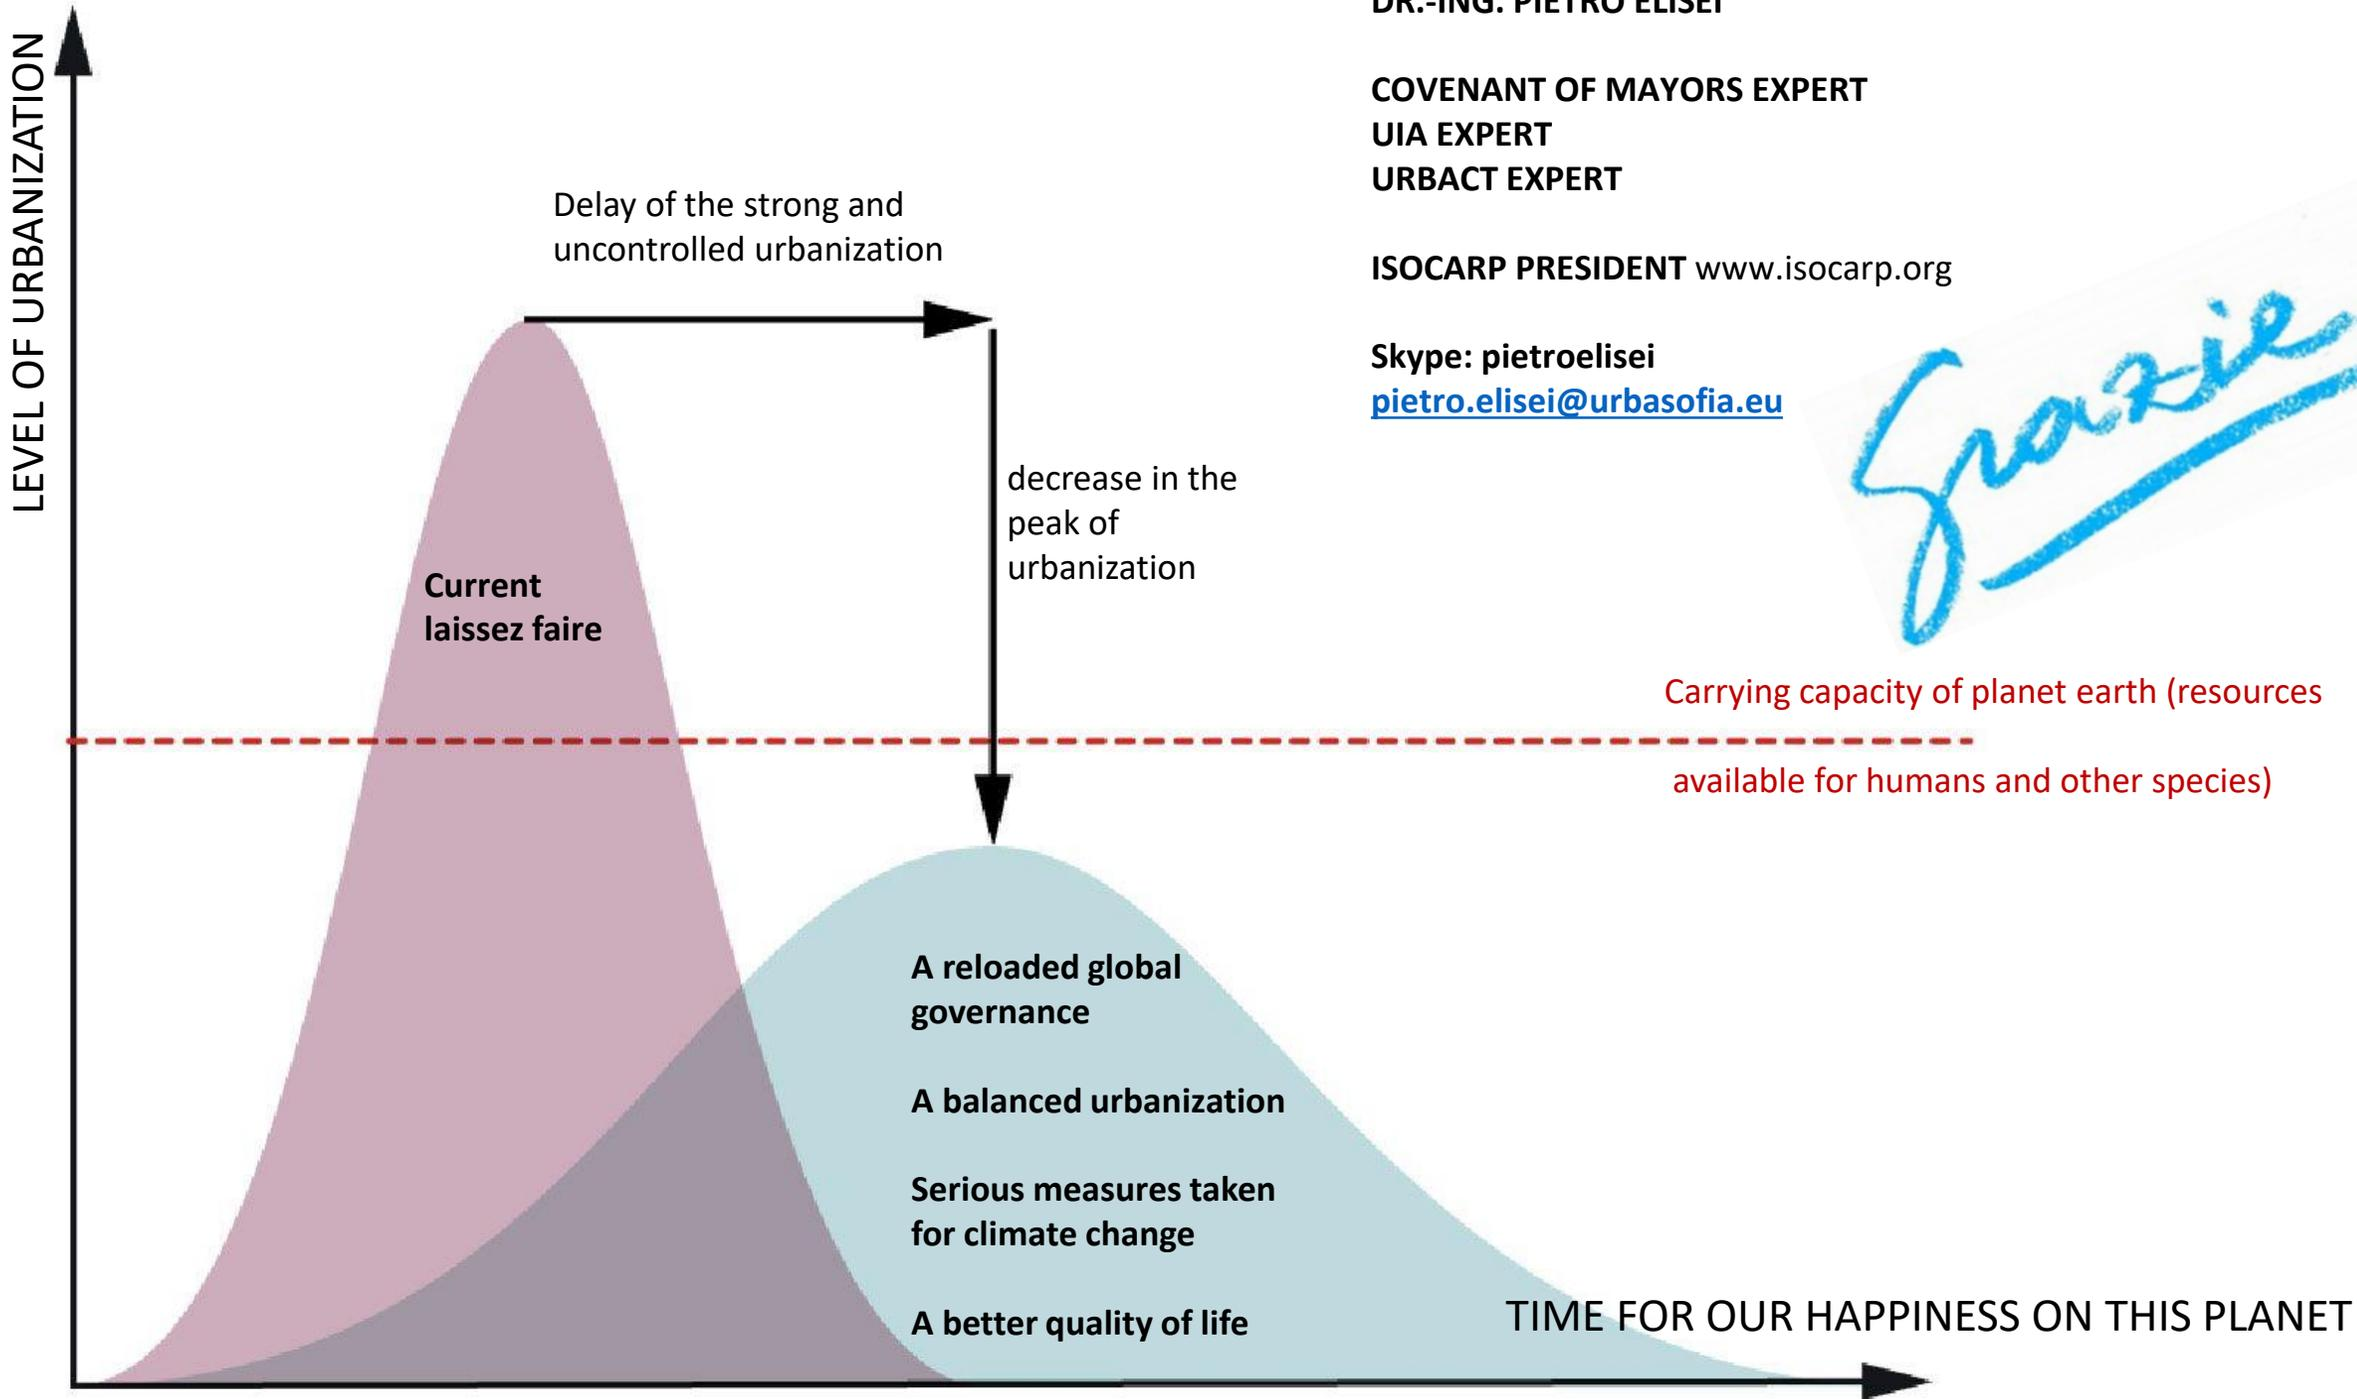 LEVEL OF URBANIZATION
DR.-ING. PIETRO ELISEI
COVENANT OF MAYORS EXPERT
UIA EXPERT
URBACT EXPERT
ISOCARP PRESIDENT www.isocarp.org
Skype: pietroelisei
pietro.elisei@urbasofia.eu
Grazie
Delay of the strong and
uncontrolled urbanization
decrease in the
peak of
urbanization
Current
laissez faire
Carrying capacity of planet earth (resources
available for humans and other species)
A reloaded global
governance
A balanced urbanization
Serious measures taken
for climate change
A better quality of life
TIME FOR OUR HAPPINESS ON THIS PLANET